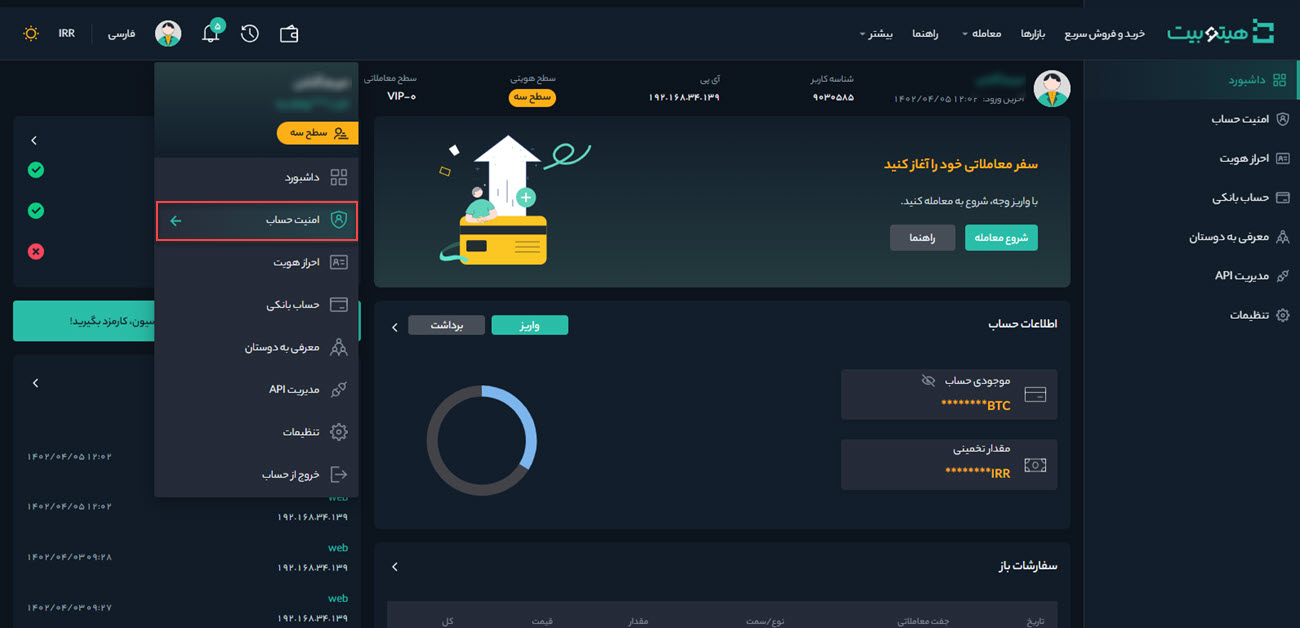 هیتوبیت
خرید و فروش سریع
بازارها
معامله
راهنما
بیشتر
۵
فارسی
IRR
داشبورد
امنیت حساب
احراز هویت
حساب بانکی
معرفی به دوستان
مدیریت API
تنظیمات
آخرین ورود: ۱۴۰۲/۰۴/۰۵ ۱۲:۰۲
شناسه کاربر
۹۰۳۰۵۸۵
آی‌پی
۱۹۲.۱۶۸.۳۴.۱۳۹
سطح هویتی
سطح سه
سطح معاملاتی
VIP-۰
سفر معاملاتی خود را آغاز کنید
با واریز وجه، شروع به معامله کنید.
شروع معامله
راهنما
اطلاعات حساب
واریز
برداشت
موجودی حساب
********BTC
مقدار تخمینی
********IRR
سفارشات باز
تاریخ
جفت معاملاتی
نوع/سمت
مقدار
قیمت
کل
سطح سه
داشبورد
امنیت حساب
احراز هویت
حساب بانکی
معرفی به دوستان
مدیریت API
تنظیمات
خروج از حساب
سیون، کارمزد بگیرید!
۱۴۰۲/۰۴/۰۵ ۱۲:۰۲
web
۱۹۲.۱۶۸.۳۴.۱۳۹
۱۴۰۲/۰۴/۰۵ ۱۲:۰۲
web
۱۹۲.۱۶۸.۳۴.۱۳۹
۱۴۰۲/۰۴/۰۳ ۰۹:۲۸
web
۱۹۲.۱۶۸.۳۴.۱۳۹
۱۴۰۲/۰۴/۰۳ ۰۹:۲۷